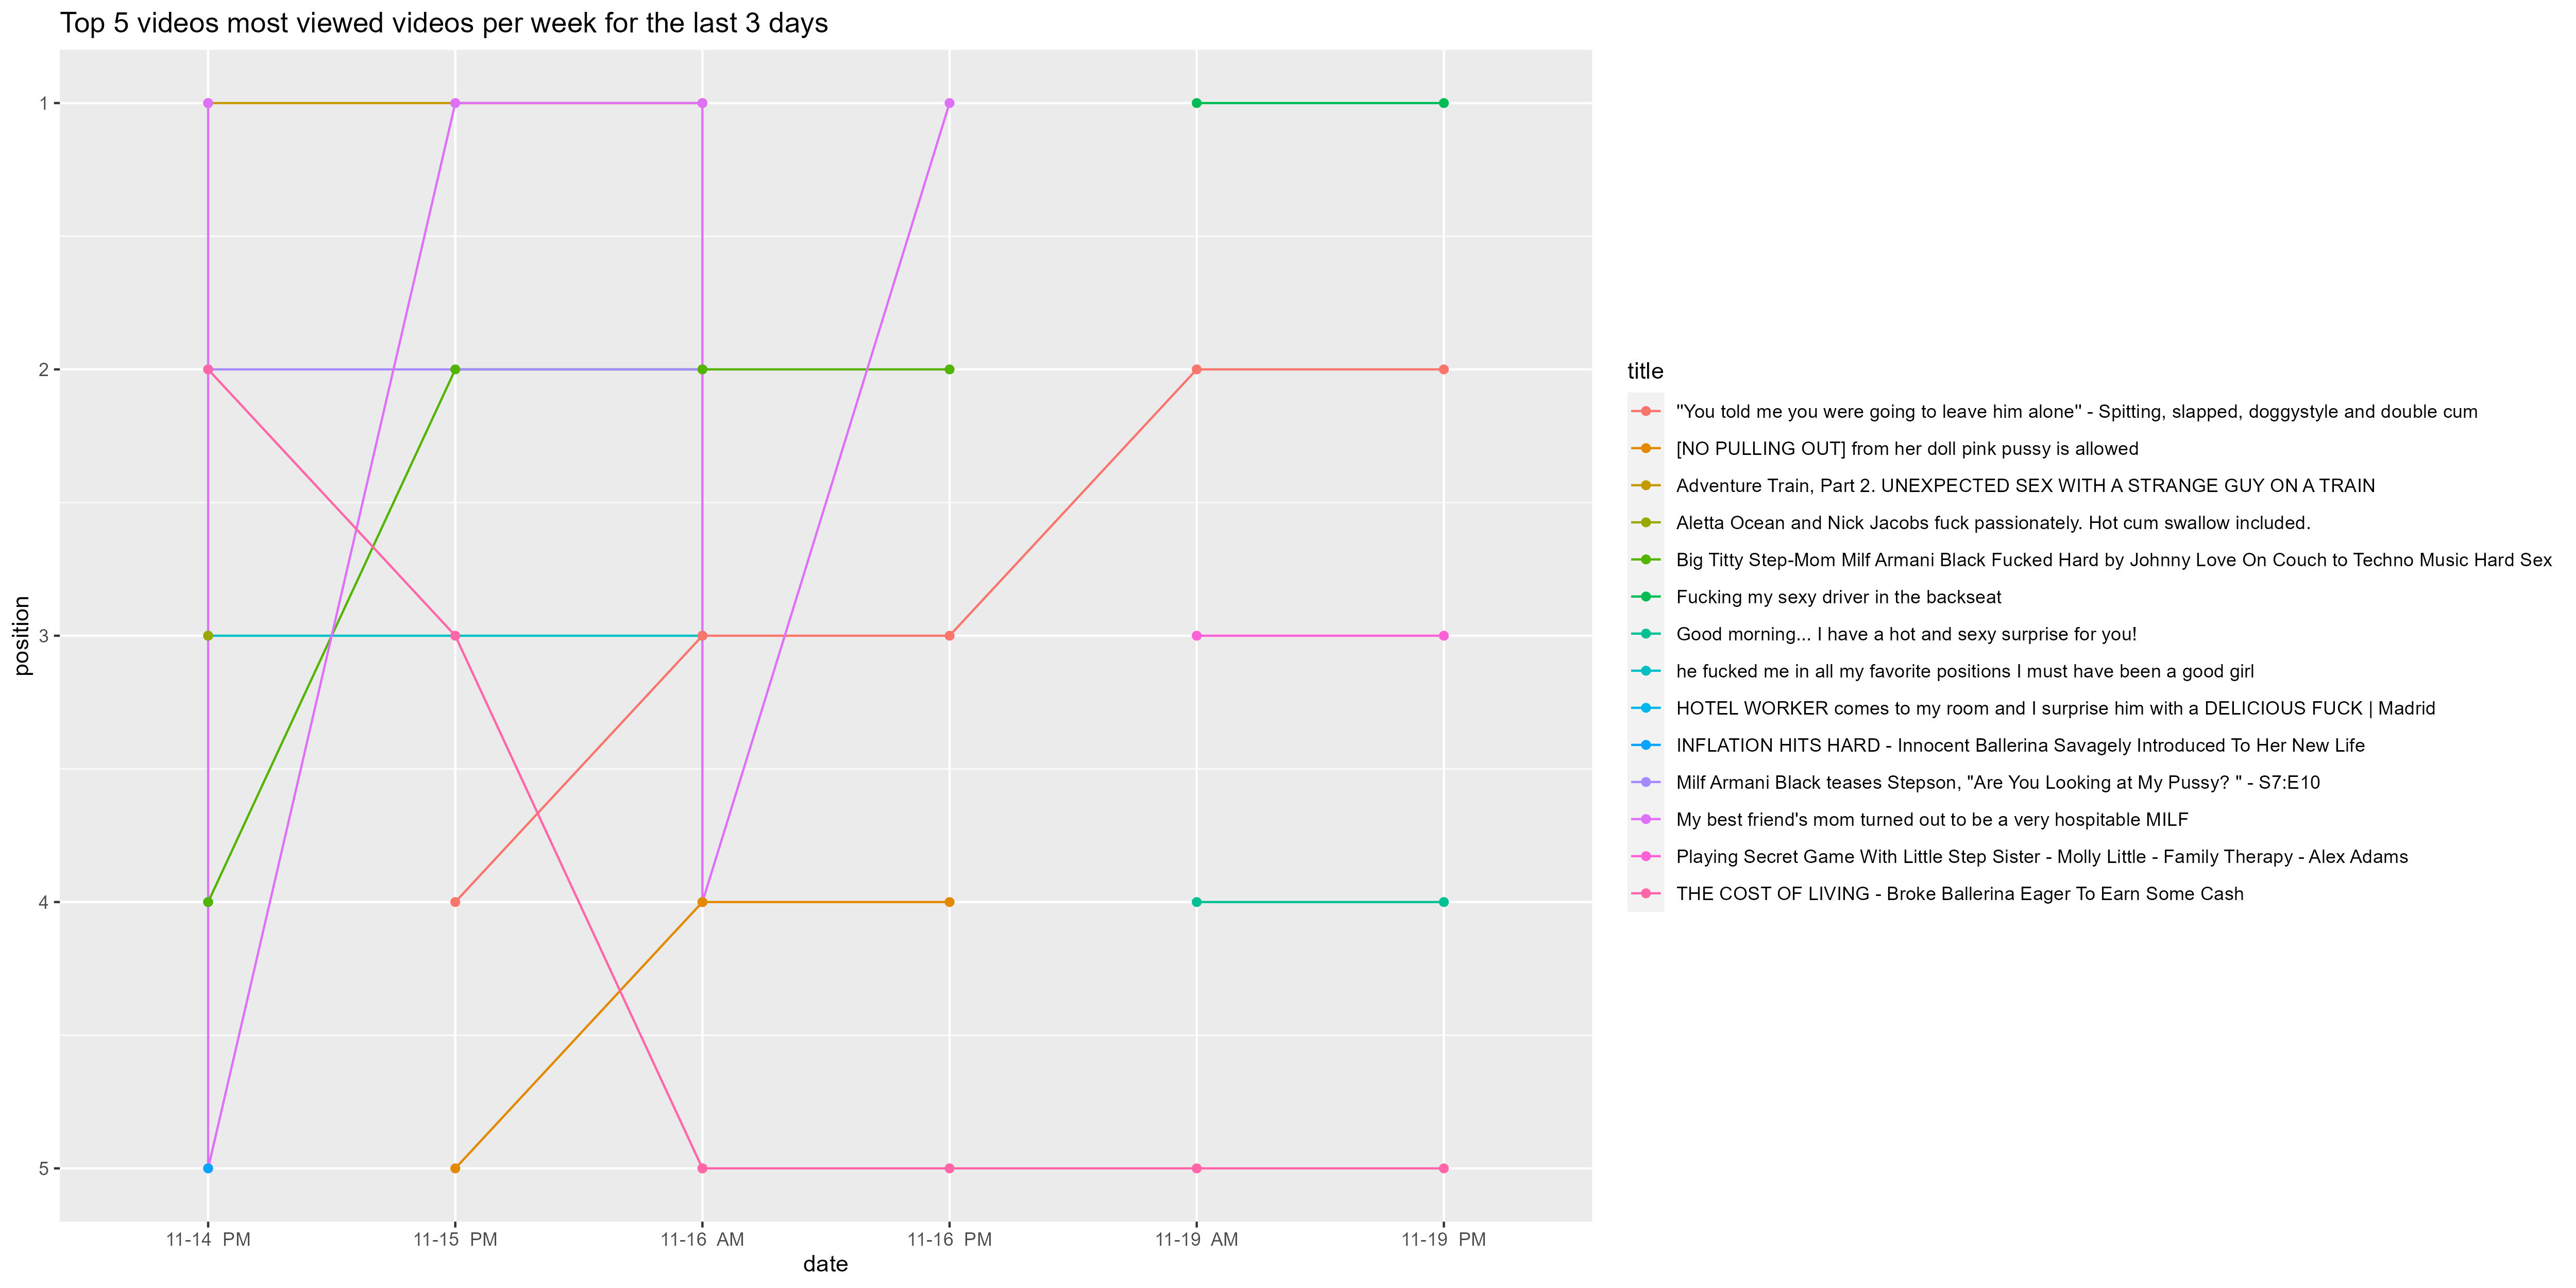 Top 5 videos most viewed videos per week for the last 3 days
position
1
2
3
4
5
11-14 PM
11-15 PM
11-16 AM
11-16 PM
11-19 AM
11-19 PM
date
title
"You told me you were going to leave him alone" - Spitting, slapped, doggystyle and double cum
[NO PULLING OUT] from her doll pink pussy is allowed
Adventure Train, Part 2. UNEXPECTED SEX WITH A STRANGE GUY ON A TRAIN
Aletta Ocean and Nick Jacobs fuck passionately. Hot cum swallow included.
Big Titty Step-Mom Milf Armani Black Fucked Hard by Johnny Love On Couch to Techno Music Hard Sex
Fucking my sexy driver in the backseat
Good morning... I have a hot and sexy surprise for you!
he fucked me in all my favorite positions I must have been a good girl
HOTEL WORKER comes to my room and I surprise him with a DELICIOUS FUCK | Madrid
INFLATION HITS HARD - Innocent Ballerina Savagely Introduced To Her New Life
Milf Armani Black teases Stepson, "Are You Looking at My Pussy? " - S7:E10
My best friend's mom turned out to be a very hospitable MILF
Playing Secret Game With Little Step Sister - Molly Little - Family Therapy - Alex Adams
THE COST OF LIVING - Broke Ballerina Eager To Earn Some Cash